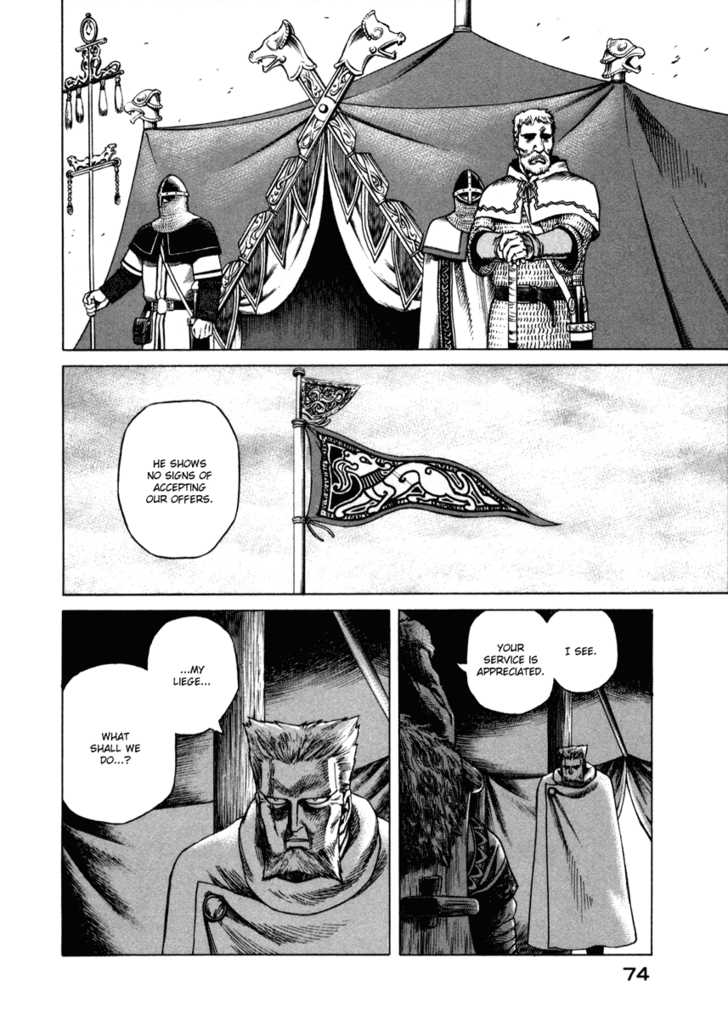 HE SHOWS
NO SIGNS OF
ACCEPTING
OUR OFFERS.
I SEE.
YOUR
SERVICE IS
APPRECIATED.
...MY
LIEGE...
WHAT
SHALL WE
DO...?
74